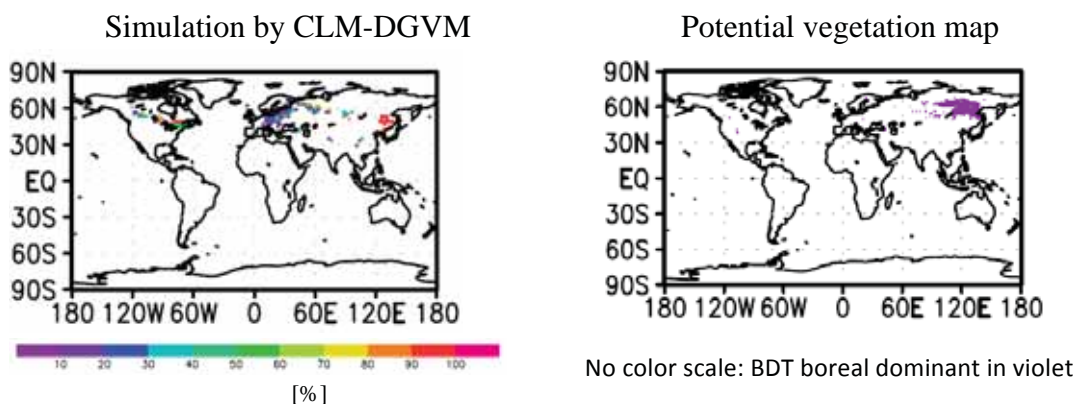 Simulation by CLM-DGVM
90N
60N
30N
EQ
30S
60S
90S
180 120W 60W 0 60E 120E 180
10 20 30 40 50 60 70 80 90 100
[%]
Potential vegetation map
90N
60N
30N
EQ
30S
60S
90S
180 120W 60W 0 60E 120E 180
No color scale: BDT boreal dominant in violet